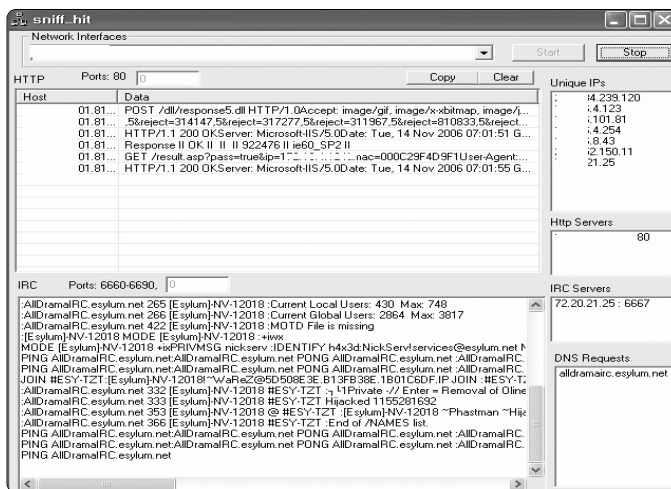 sniff_hit
Network Interfaces
Start
Stop
HTTP Ports: 80 0
Copy
Clear
Host Data
01.81... POST /dll/response5.dll HTTP/1.0Accept: image/gif, image/x-xbitmap, image/j...
01.81... ,5&reject=314147,5&reject=317277,5&reject=311967,5&reject=810833,5&reject...
01.81... HTTP/1.1 200 OKServer: Microsoft-IIS/5.0Date: Tue, 14 Nov 2006 07:01:51 G...
01.81... Response || OK || || || 922476 || ie60_SP2 ||
01.81... GET /result.asp?pass=true&ip=17 mac=000C29F4D9F1User-Agent:...
01.81... HTTP/1.1 200 OKServer: Microsoft-IIS/5.0Date: Tue, 14 Nov 2006 07:01:55 G...
Unique IPs
4.239.120
.4.123
.101.81
.4.254
.8.43
2.150.11
21.25
Http Servers
80
IRC Ports: 6660-6690, 0
:AllDramaIRC.esylum.net 265 [Esylum]-NV-12018 :Current Local Users: 430 Max: 748
:AllDramaIRC.esylum.net 266 [Esylum]-NV-12018 :Current Global Users: 2864 Max: 3817
:AllDramaIRC.esylum.net 422 [Esylum]-NV-12018 :MOTD File is missing
:[Esylum]-NV-12018 MODE [Esylum]-NV-12018 :+iwx
MODE [Esylum]-NV-12018 +ixPRIVMSG nickserv :IDENTIFY h4x3d:NickServ!services@esylum.net N
PING AllDramaIRC.esylum.net:AllDramaIRC.esylum.net PONG AllDramaIRC.esylum.net :AllDramaIRC.
PING AllDramaIRC.esylum.net:AllDramaIRC.esylum.net PONG AllDramaIRC.esylum.net :AllDramaIRC.
JOIN #ESY-TZT:[Esylum]-NV-12018!~WaReZ@5D508E3E.B13FB38E.1B01C6DF.IP JOIN :#ESY-TZ
:AllDramaIRC.esylum.net 332 [Esylum]-NV-12018 #ESY-TZT :┐ └1Private -// Enter = Removal of Oline
:AllDramaIRC.esylum.net 333 [Esylum]-NV-12018 #ESY-TZT Hijacked 1155281692
:AllDramaIRC.esylum.net 353 [Esylum]-NV-12018 @ #ESY-TZT :[Esylum]-NV-12018 ~Phastman ~Hija
:AllDramaIRC.esylum.net 366 [Esylum]-NV-12018 #ESY-TZT :End of /NAMES list.
PING AllDramaIRC.esylum.net:AllDramaIRC.esylum.net PONG AllDramaIRC.esylum.net :AllDramaIRC.
PING AllDramaIRC.esylum.net:AllDramaIRC.esylum.net PONG AllDramaIRC.esylum.net :AllDramaIRC.
PING AllDramaIRC.esylum.net
IRC Servers
72.20.21.25 : 6667
DNS Requests
alldramairc.esylum.net